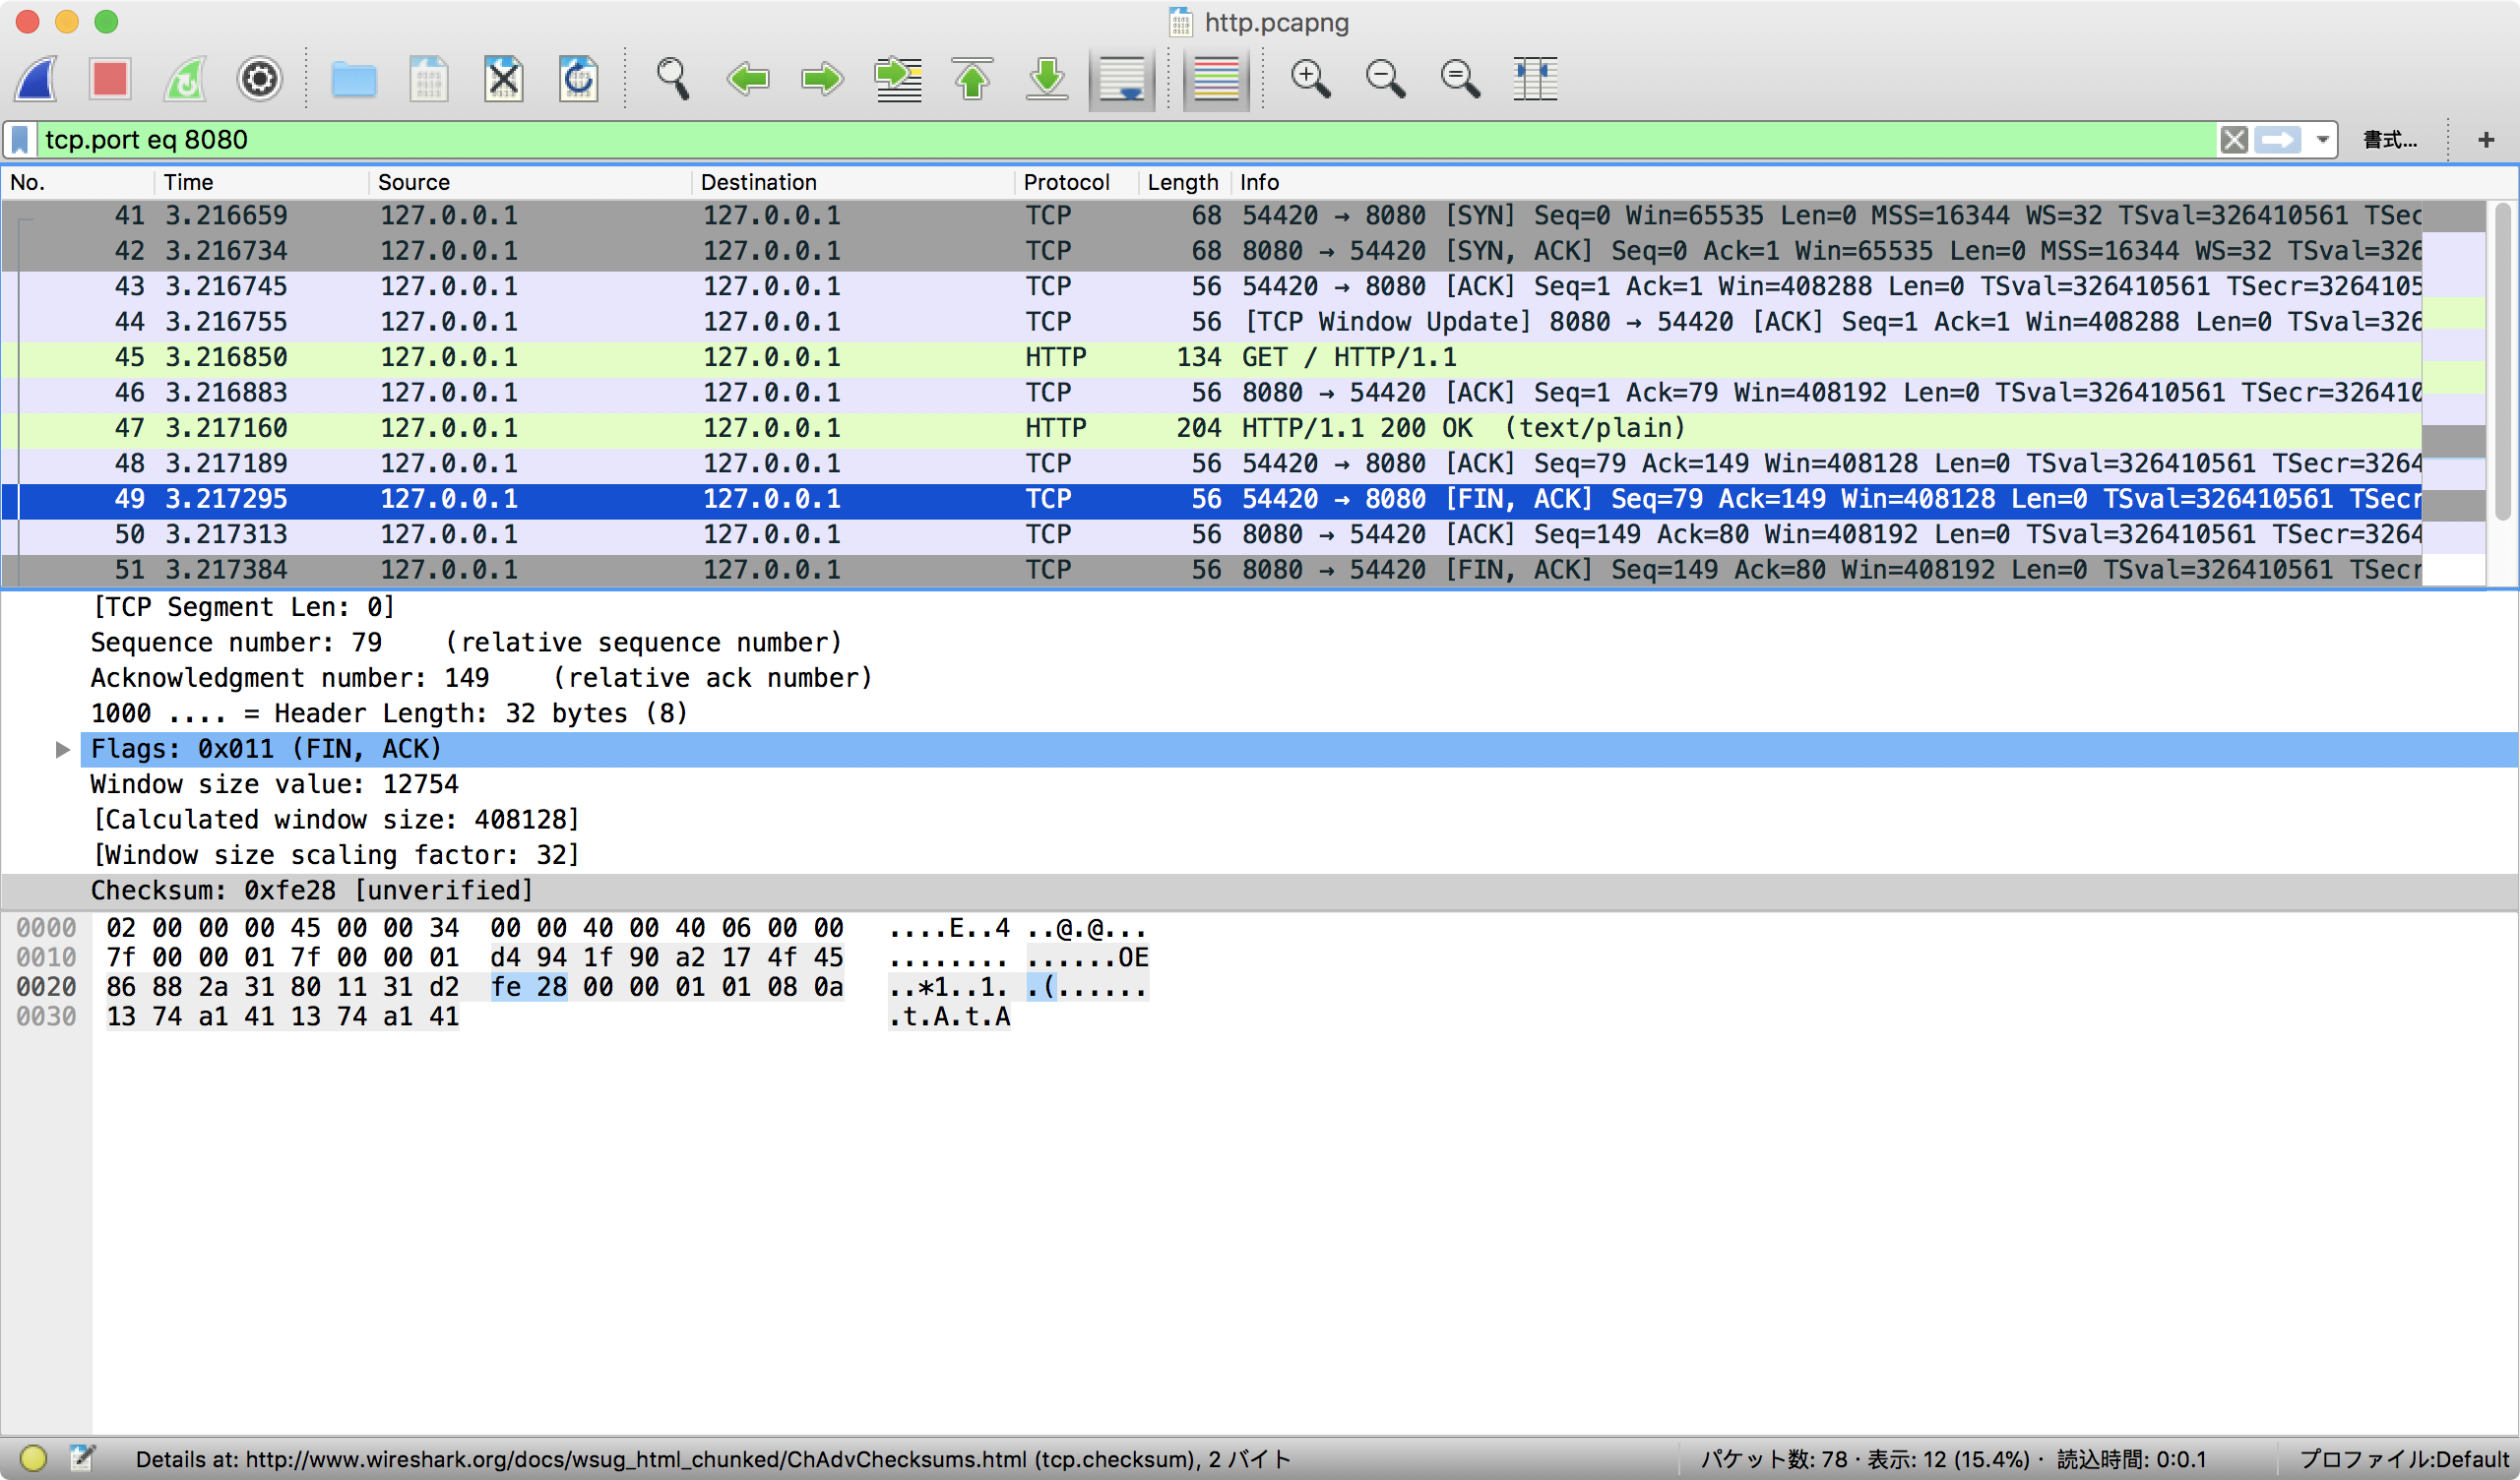 http.pcapng
tcp.port eq 8080 書式... +
No. Time Source Destination Protocol Length Info
41 3.216659 127.0.0.1 127.0.0.1 TCP 68 54420 → 8080 [SYN] Seq=0 Win=65535 Len=0 MSS=16344 WS=32 TSval=326410561 TSec
42 3.216734 127.0.0.1 127.0.0.1 TCP 68 8080 → 54420 [SYN, ACK] Seq=0 Ack=1 Win=65535 Len=0 MSS=16344 WS=32 TSval=326
43 3.216745 127.0.0.1 127.0.0.1 TCP 56 54420 → 8080 [ACK] Seq=1 Ack=1 Win=408288 Len=0 TSval=326410561 TSecr=3264105
44 3.216755 127.0.0.1 127.0.0.1 TCP 56 [TCP Window Update] 8080 → 54420 [ACK] Seq=1 Ack=1 Win=408288 Len=0 TSval=326
45 3.216850 127.0.0.1 127.0.0.1 HTTP 134 GET / HTTP/1.1
46 3.216883 127.0.0.1 127.0.0.1 TCP 56 8080 → 54420 [ACK] Seq=1 Ack=79 Win=408192 Len=0 TSval=326410561 TSecr=326410
47 3.217160 127.0.0.1 127.0.0.1 HTTP 204 HTTP/1.1 200 OK (text/plain)
48 3.217189 127.0.0.1 127.0.0.1 TCP 56 54420 → 8080 [ACK] Seq=79 Ack=149 Win=408128 Len=0 TSval=326410561 TSecr=3264
49 3.217295 127.0.0.1 127.0.0.1 TCP 56 54420 → 8080 [FIN, ACK] Seq=79 Ack=149 Win=408128 Len=0 TSval=326410561 TSecr
50 3.217313 127.0.0.1 127.0.0.1 TCP 56 8080 → 54420 [ACK] Seq=149 Ack=80 Win=408192 Len=0 TSval=326410561 TSecr=3264
51 3.217384 127.0.0.1 127.0.0.1 TCP 56 8080 → 54420 [FIN, ACK] Seq=149 Ack=80 Win=408192 Len=0 TSval=326410561 TSecr
[TCP Segment Len: 0]
Sequence number: 79 (relative sequence number)
Acknowledgment number: 149 (relative ack number)
1000 .... = Header Length: 32 bytes (8)
Flags: 0x011 (FIN, ACK)
Window size value: 12754
[Calculated window size: 408128]
[Window size scaling factor: 32]
Checksum: 0xfe28 [unverified]
0000 02 00 00 00 45 00 00 34 00 00 40 00 40 06 00 00 ....E..4 ..@.@...
0010 7f 00 00 01 7f 00 00 01 d4 94 1f 90 a2 17 4f 45 ........ ......OE
0020 86 88 2a 31 80 11 31 d2 fe 28 00 00 01 01 08 0a ..*1..1. .(......
0030 13 74 a1 41 13 74 a1 41 .t.A.t.A
Details at: http://www.wireshark.org/docs/wsug_html_chunked/ChAdvChecksums.html (tcp.checksum), 2 バイト パケット数: 78 · 表示: 12 (15.4%) · 読込時間: 0:0.1 プロファイル:Default